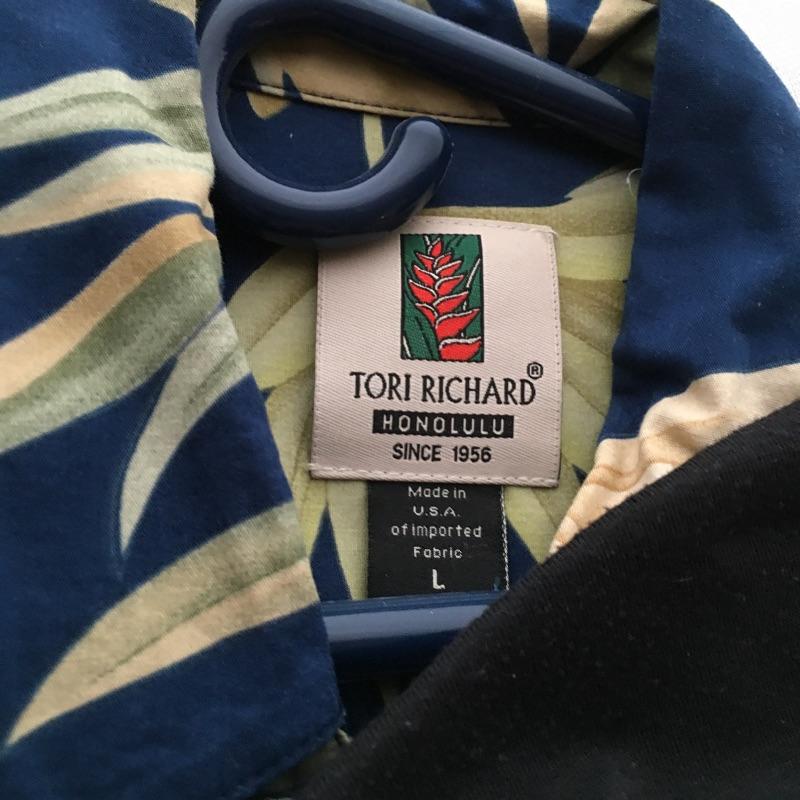 TORI RICHARD®
HONOLULU
SINCE 1956
Made in
U.S.A.
of imported
Fabric
L